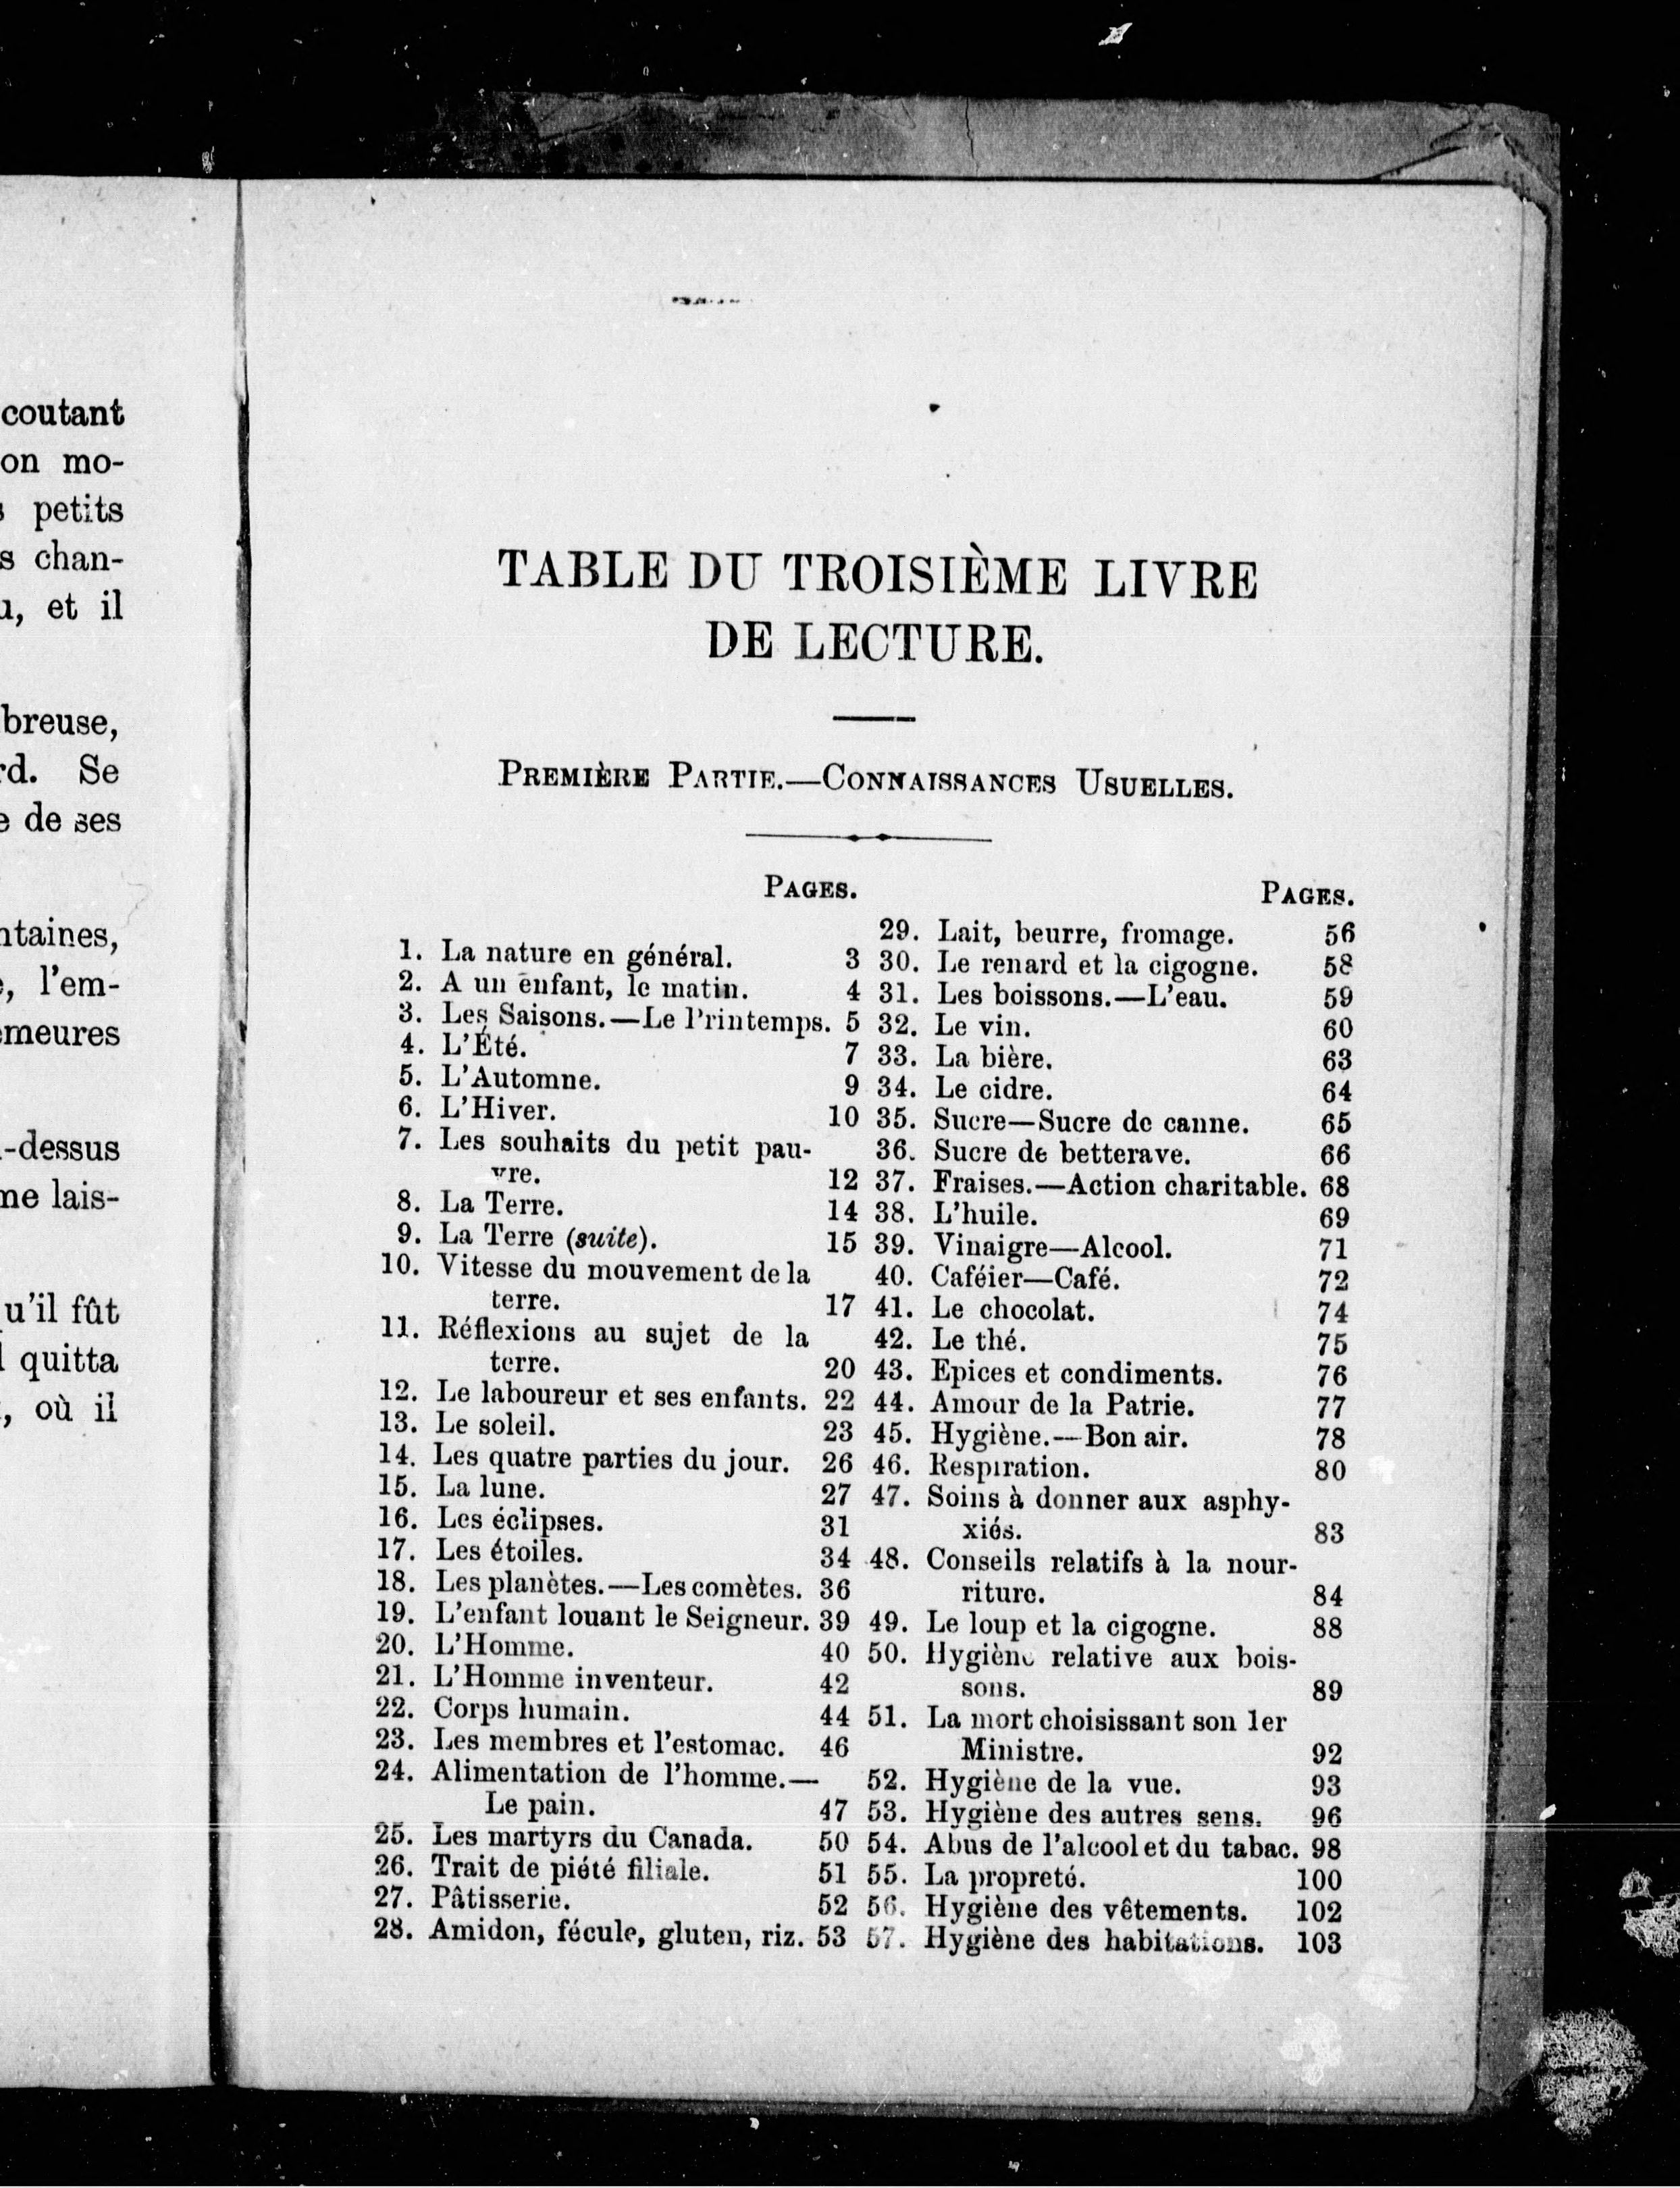 coutant
on mo-
s petits
s chan-
u, et il
breuse,
rd. Se
e de ses
ntaines,
e, l'em-
emeures
-dessus
me lais-
u'il fût
l quitta
, où il
TABLE DU TROISIÈME LIVRE
DE LECTURE.
PREMIÈRE PARTIE.—CONNAISSANCES USUELLES.
PAGES.
1. La nature en général. 3
2. A un enfant, le matin. 4
3. Les Saisons.—Le Printemps. 5
4. L'Été. 7
5. L'Automne. 9
6. L'Hiver. 10
7. Les souhaits du petit pau-
vre. 12
8. La Terre. 14
9. La Terre (suite). 15
10. Vitesse du mouvement de la
terre. 17
11. Réflexions au sujet de la
terre. 20
12. Le laboureur et ses enfants. 22
13. Le soleil. 23
14. Les quatre parties du jour. 26
15. La lune. 27
16. Les éclipses. 31
17. Les étoiles. 34
18. Les planètes.—Les comètes. 36
19. L'enfant louant le Seigneur. 39
20. L'Homme. 40
21. L'Homme inventeur. 42
22. Corps humain. 44
23. Les membres et l'estomac. 46
24. Alimentation de l'homme.—
Le pain. 47
25. Les martyrs du Canada. 50
26. Trait de piété filiale. 51
27. Pâtisserie. 52
28. Amidon, fécule, gluten, riz. 53
PAGES.
29. Lait, beurre, fromage. 56
30. Le renard et la cigogne. 58
31. Les boissons.—L'eau. 59
32. Le vin. 60
33. La bière. 63
34. Le cidre. 64
35. Sucre—Sucre de canne. 65
36. Sucre de betterave. 66
37. Fraises.—Action charitable. 68
38. L'huile. 69
39. Vinaigre—Alcool. 71
40. Caféier—Café. 72
41. Le chocolat. 74
42. Le thé. 75
43. Epices et condiments. 76
44. Amour de la Patrie. 77
45. Hygiène.—Bon air. 78
46. Respiration. 80
47. Soins à donner aux asphy-
xiés. 83
48. Conseils relatifs à la nour-
riture. 84
49. Le loup et la cigogne. 88
50. Hygiène relative aux bois-
sons. 89
51. La mort choisissant son 1er
Ministre. 92
52. Hygiène de la vue. 93
53. Hygiène des autres sens. 96
54. Abus de l'alcool et du tabac. 98
55. La propreté. 100
56. Hygiène des vêtements. 102
57. Hygiène des habitations. 103